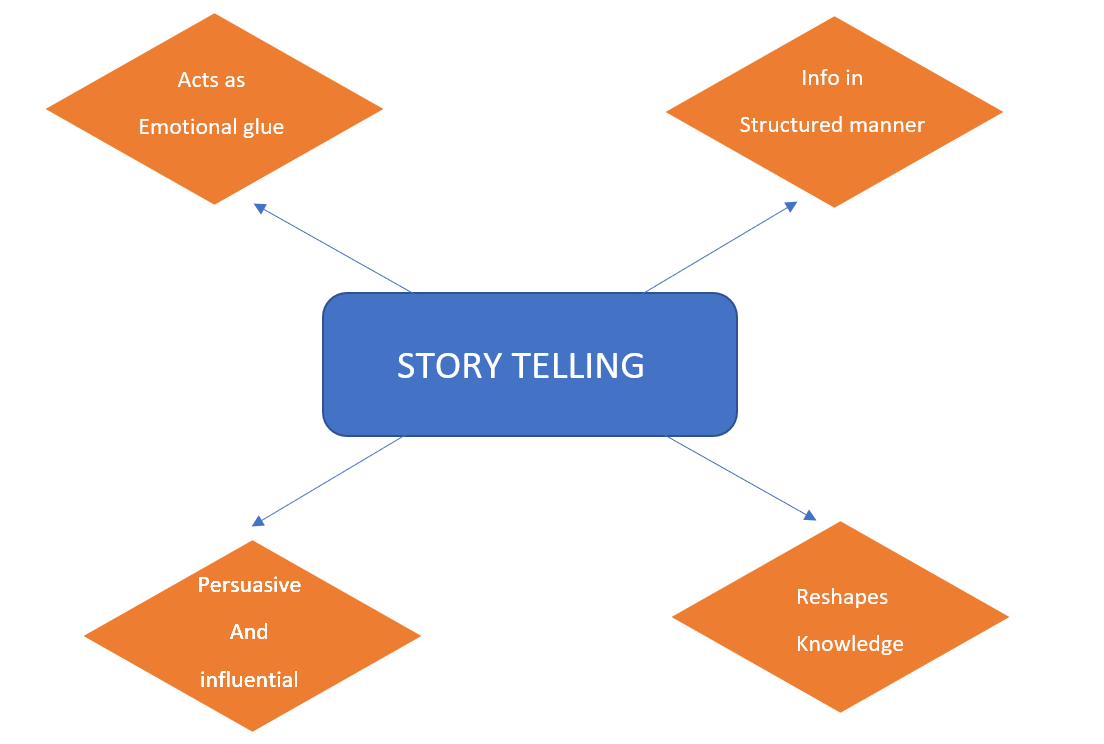 Acts as
Emotional glue
Info in
Structured manner
STORY TELLING
Persuasive
And
influential
Reshapes
Knowledge